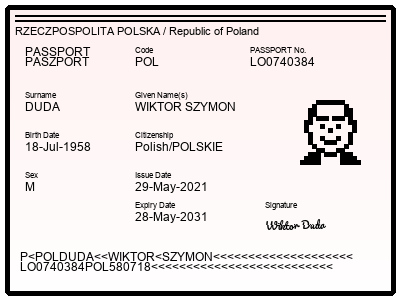 RZECZPOSPOLITA POLSKA / Republic of Poland
PASSPORT
PASZPORT
Code
POL
PASSPORT No.
LO0740384
Surname
DUDA
Given Name(s)
WIKTOR SZYMON
Birth Date
18-Jul-1958
Citizenship
Polish/POLSKIE
Sex
M
Issue Date
29-May-2021
Expiry Date
28-May-2031
Signature
Wiktor Duda
P<POLDUDA<<WIKTOR<SZYMON<<<<<<<<<<<<<<<<<<<<
LO0740384POL580718<<<<<<<<<<<<<<<<<<<<<<<<<<